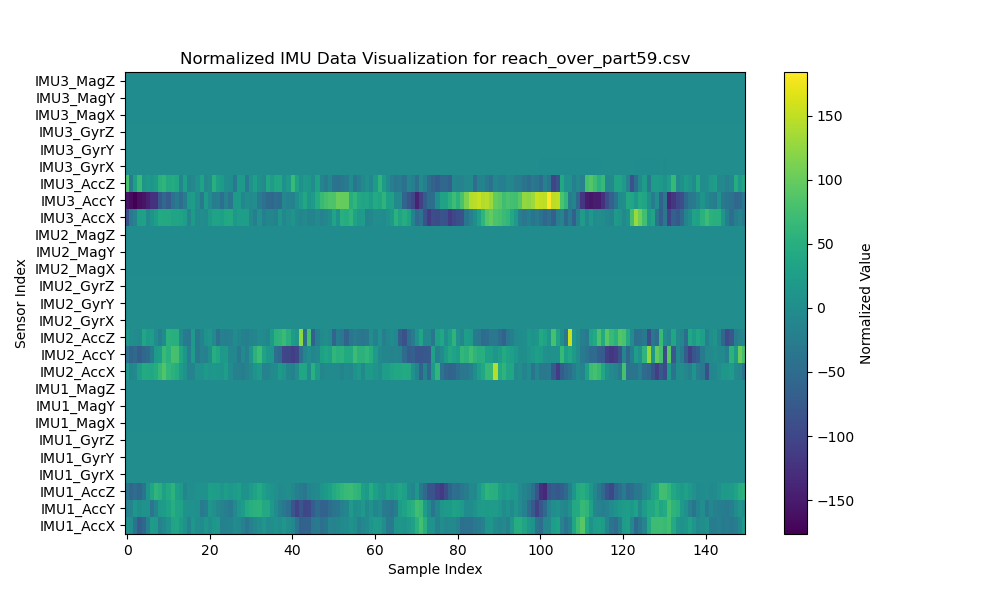 Normalized IMU Data Visualization for reach_over_part59.csv
IMU3_MagZ
IMU3_MagY
IMU3_MagX
IMU3_GyrZ
IMU3_GyrY
IMU3_GyrX
IMU3_AccZ
IMU3_AccY
IMU3_AccX
IMU2_MagZ
IMU2_MagY
IMU2_MagX
IMU2_GyrZ
IMU2_GyrY
IMU2_GyrX
IMU2_AccZ
IMU2_AccY
IMU2_AccX
IMU1_MagZ
IMU1_MagY
IMU1_MagX
IMU1_GyrZ
IMU1_GyrY
IMU1_GyrX
IMU1_AccZ
IMU1_AccY
IMU1_AccX
Sensor Index
0 20 40 60 80 100 120 140
Sample Index
150
100
50
0
−50
−100
−150
Normalized Value